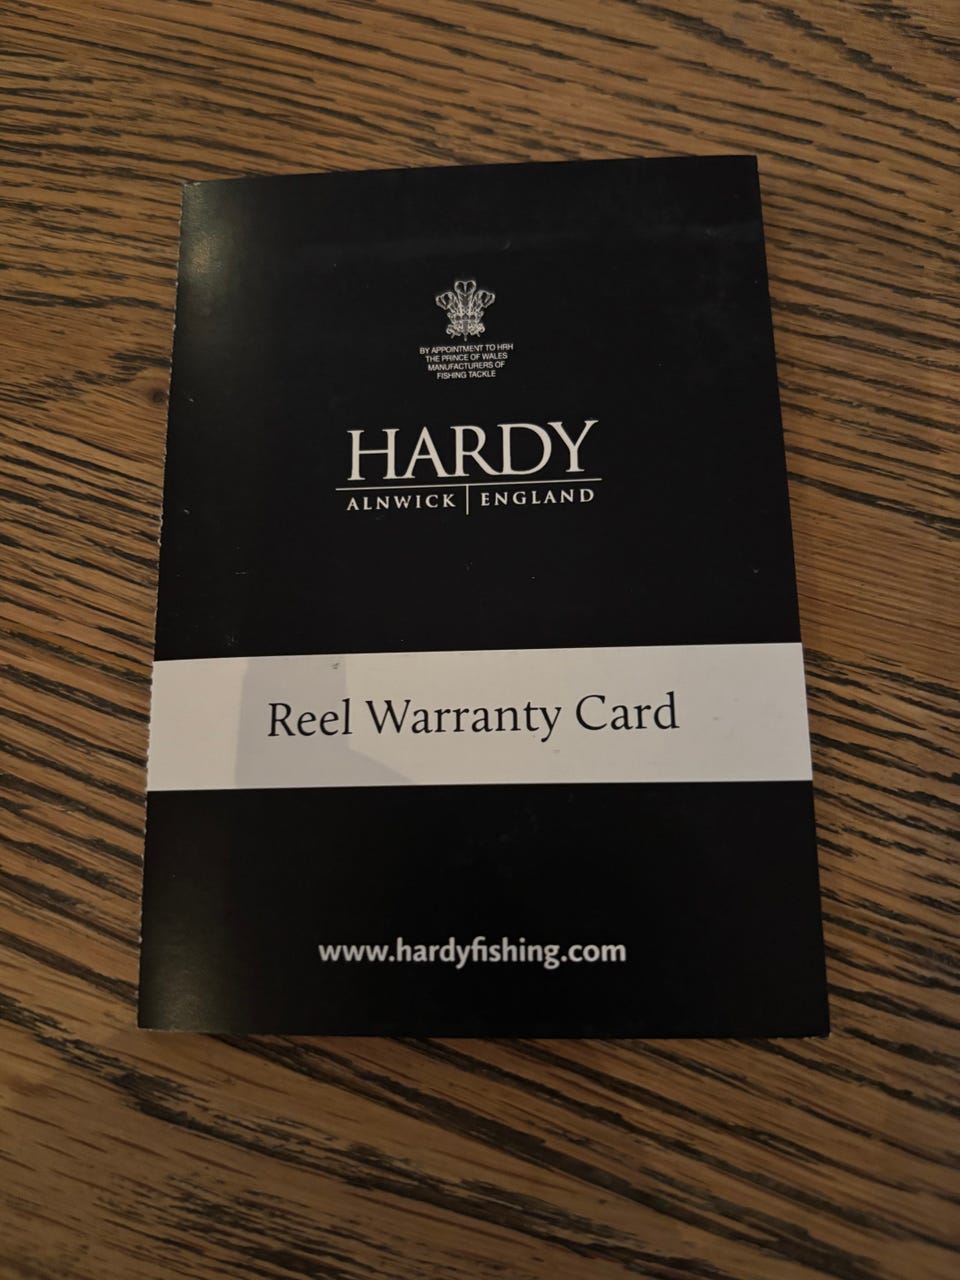 BY APPOINTMENT TO HRH
THE PRINCE OF WALES
MANUFACTURERS OF
FISHING TACKLE
HARDY
ALNWICK | ENGLAND
Reel Warranty Card
www.hardyfishing.com